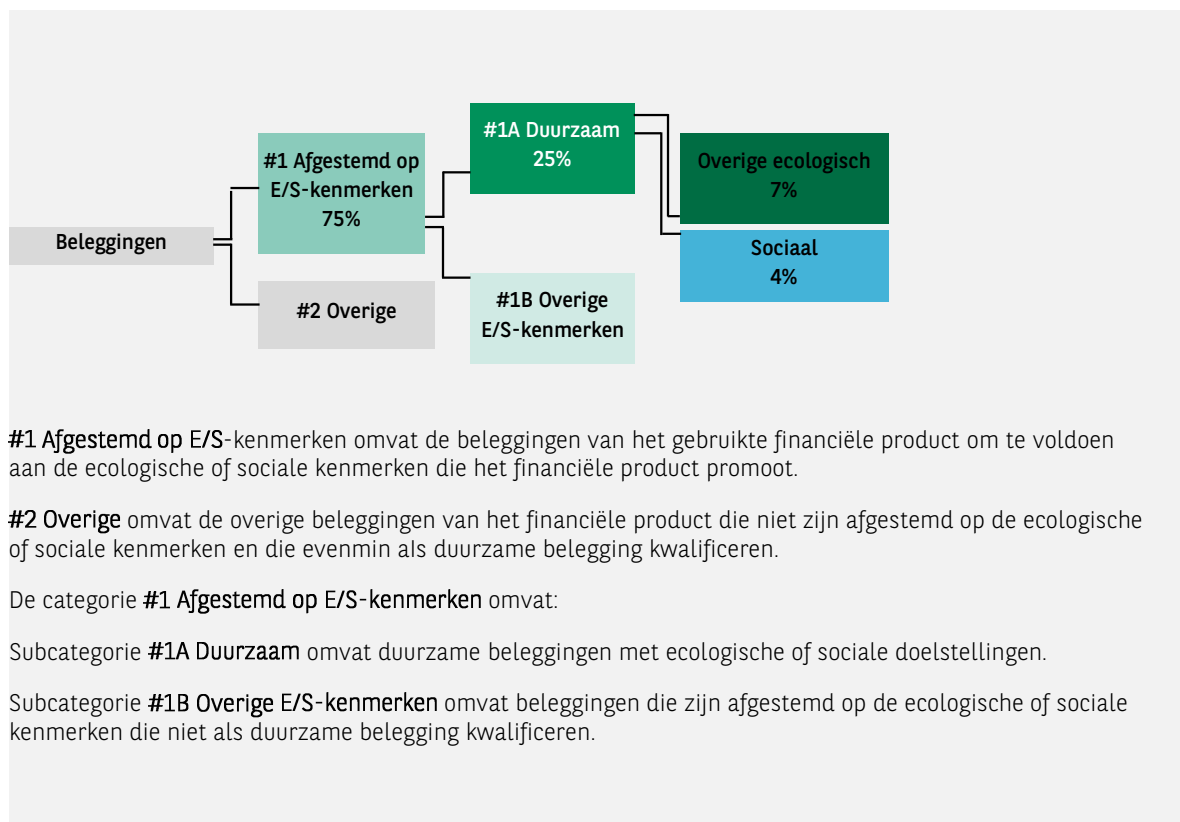 #1A Duurzaam
25%
#1 Afgestemd op
E/S-kenmerken
75%
Overige ecologisch
7%
Beleggingen
Sociaal
4%
#2 Overige
#1B Overige
E/S-kenmerken
#1 Afgestemd op E/S-kenmerken omvat de beleggingen van het gebruikte financiële product om te voldoen
aan de ecologische of sociale kenmerken die het financiële product promoot.
#2 Overige omvat de overige beleggingen van het financiële product die niet zijn afgestemd op de ecologische
of sociale kenmerken en die evenmin als duurzame belegging kwalificeren.
De categorie #1 Afgestemd op E/S-kenmerken omvat:
Subcategorie #1A Duurzaam omvat duurzame beleggingen met ecologische of sociale doelstellingen.
Subcategorie #1B Overige E/S-kenmerken omvat beleggingen die zijn afgestemd op de ecologische of sociale
kenmerken die niet als duurzame belegging kwalificeren.